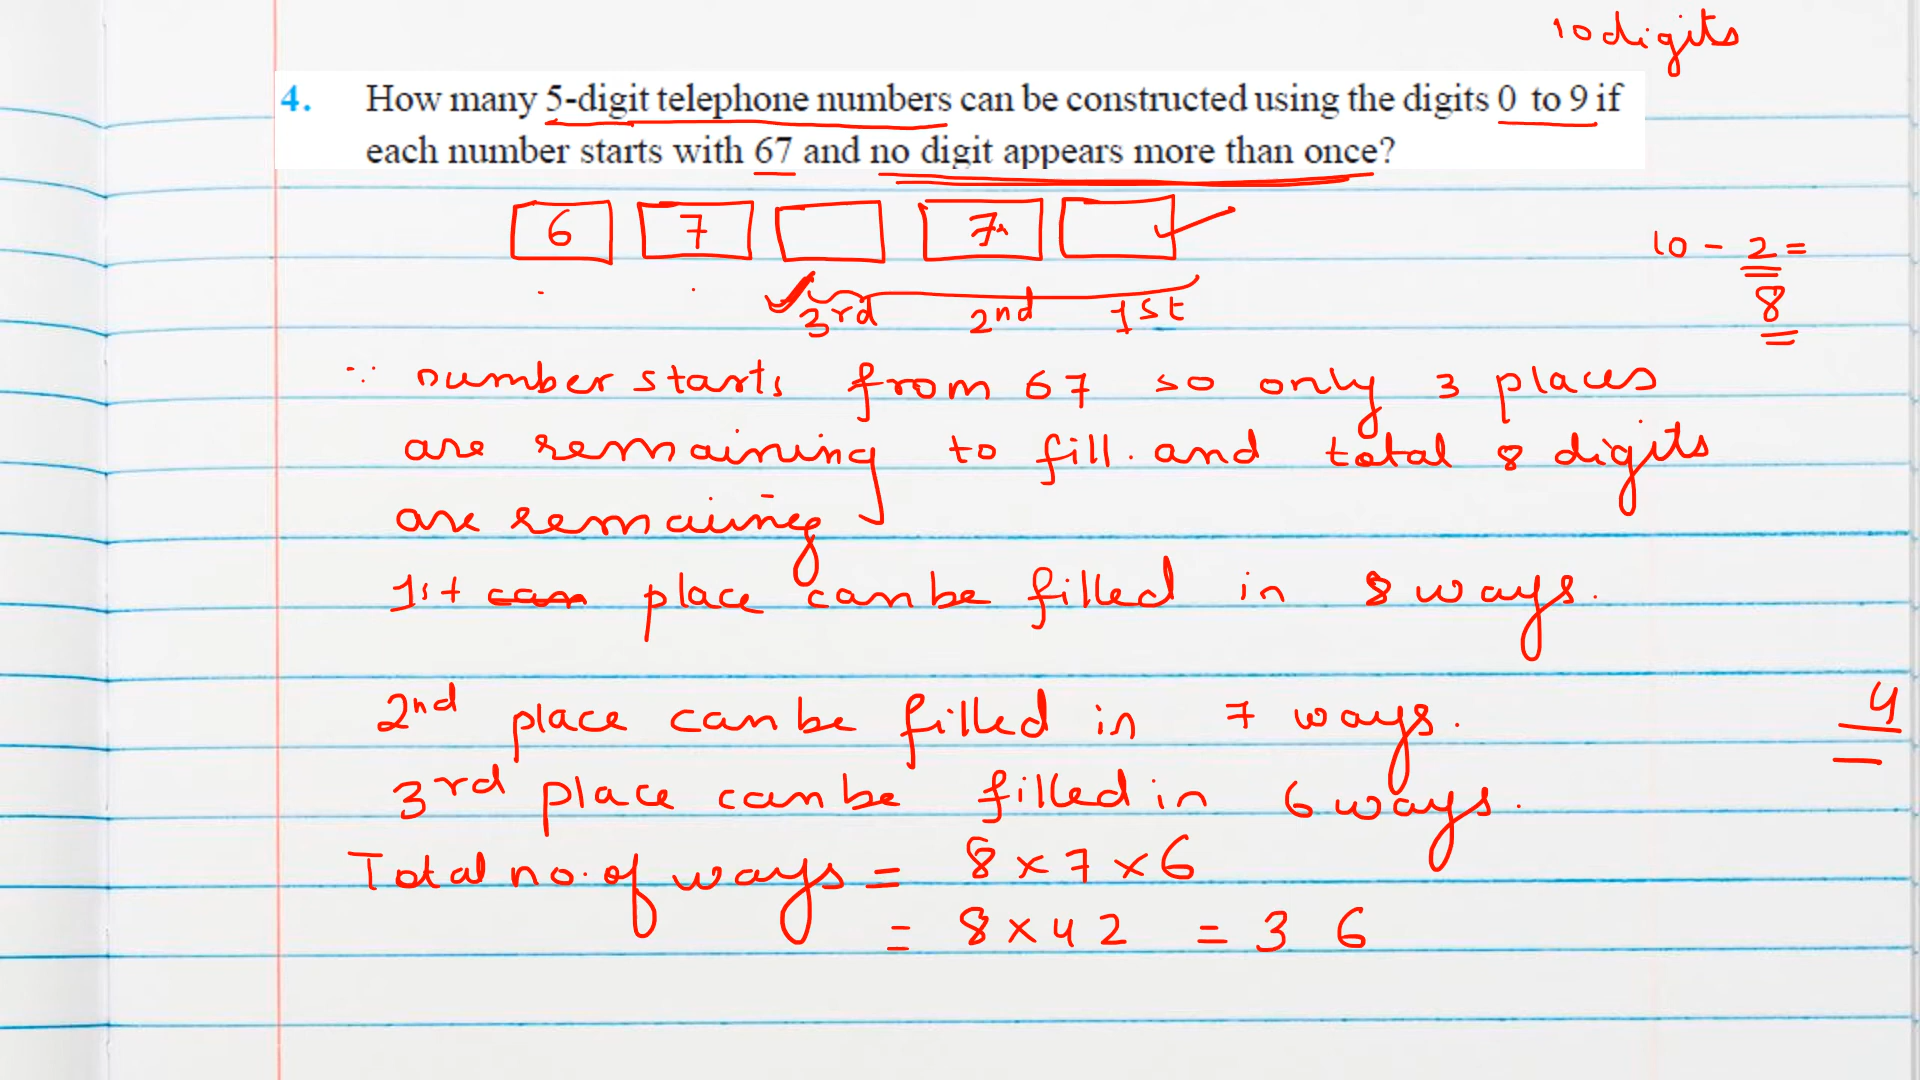 10 digits
4. How many 5-digit telephone numbers can be constructed using the digits 0 to 9 if
each number starts with 67 and no digit appears more than once?
6 7 7
10 - 2 =
8
3rd 2nd 1st
∵ number starts from 67 so only 3 places
are remaining to fill. and total 8 digits
are remaining
1st can place can be filled in 8 ways.
2nd place can be filled in 7 ways.
4
3rd place can be filled in 6 ways.
Total no. of ways = 8 × 7 × 6
= 8 × 42 = 3 6